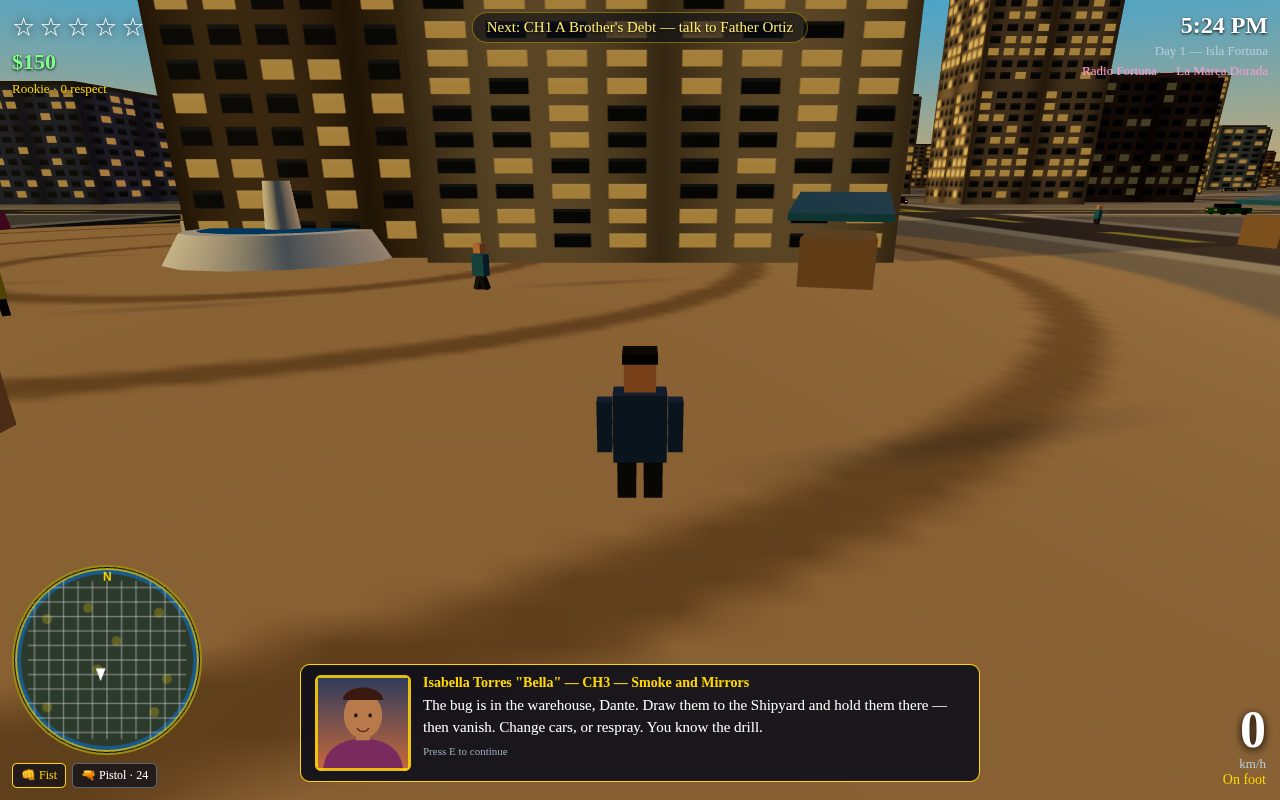 ☆☆☆☆☆
Next: CH1 A Brother's Debt — talk to Father Ortiz
5:24 PM
$150
Day 1 — Isla Fortuna
Rookie · 0 respect
Radio Fortuna — La Marea Dorada
N
Isabella Torres "Bella" — CH3 — Smoke and Mirrors
The bug is in the warehouse, Dante. Draw them to the Shipyard and hold them there —
then vanish. Change cars, or respray. You know the drill.
Press E to continue
0
km/h
On foot
👊 Fist
🔫 Pistol · 24